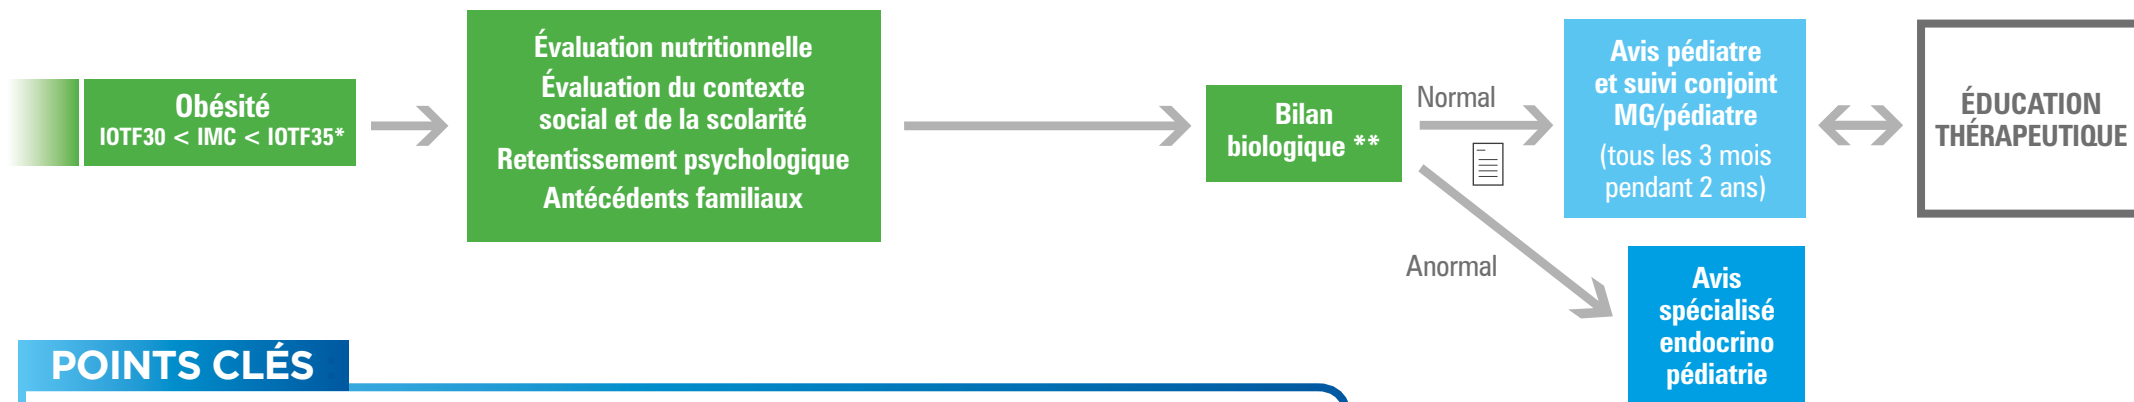 Obésité
IOTF30 < IMC < IOTF35*
Évaluation nutritionnelle
Évaluation du contexte
social et de la scolarité
Retentissement psychologique
Antécédents familiaux
Bilan
biologique **
Normal
Anormal
Avis pédiatre
et suivi conjoint
MG/pédiatre
(tous les 3 mois
pendant 2 ans)
ÉDUCATION
THÉRAPEUTIQUE
Avis
spécialisé
endocrino
pédiatrie
POINTS CLÉS